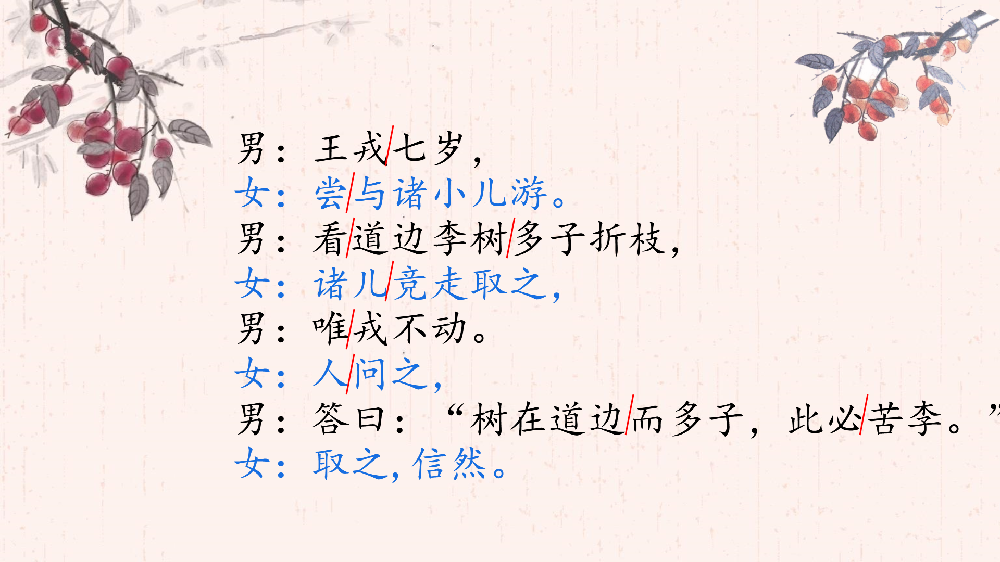 男：王戎/七岁，
女：尝/与诸小儿游。
男：看/道边李树/多子折枝，
女：诸儿/竞走取之，
男：唯/戎不动。
女：人/问之，
男：答曰：“树在道边/而多子，此必/苦李。”
女：取之,信然。